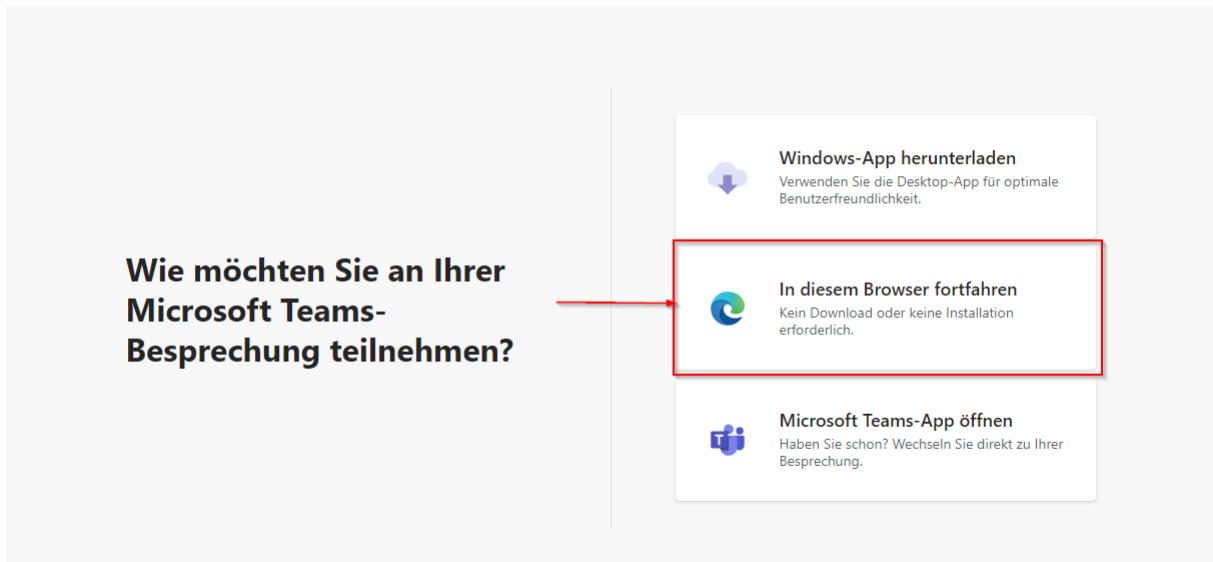 Wie möchten Sie an Ihrer
Microsoft Teams-
Besprechung teilnehmen?
Windows-App herunterladen
Verwenden Sie die Desktop-App für optimale
Benutzerfreundlichkeit.
In diesem Browser fortfahren
Kein Download oder keine Installation
erforderlich.
Microsoft Teams-App öffnen
Haben Sie schon? Wechseln Sie direkt zu Ihrer
Besprechung.